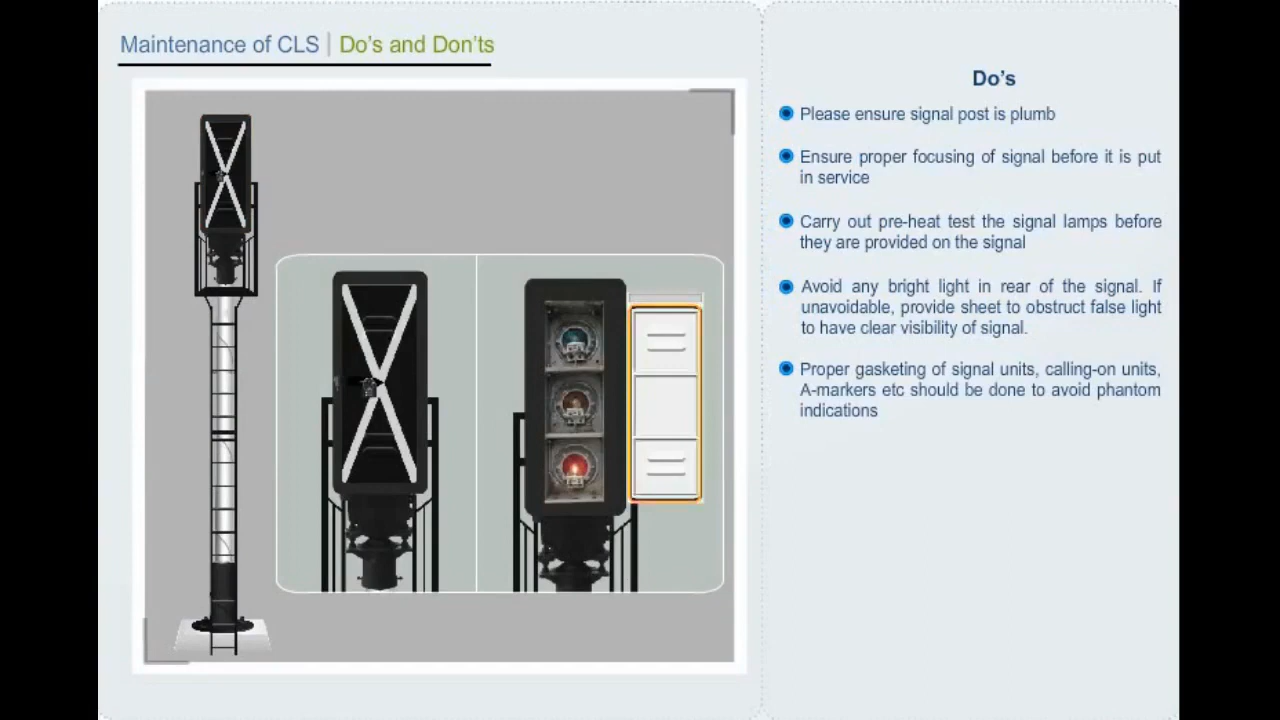 Maintenance of CLS | Do's and Don'ts
Do's
Please ensure signal post is plumb
Ensure proper focusing of signal before it is put
in service
Carry out pre-heat test the signal lamps before
they are provided on the signal
Avoid any bright light in rear of the signal. If
unavoidable, provide sheet to obstruct false light
to have clear visibility of signal.
Proper gasketing of signal units, calling-on units,
A-markers etc should be done to avoid phantom
indications